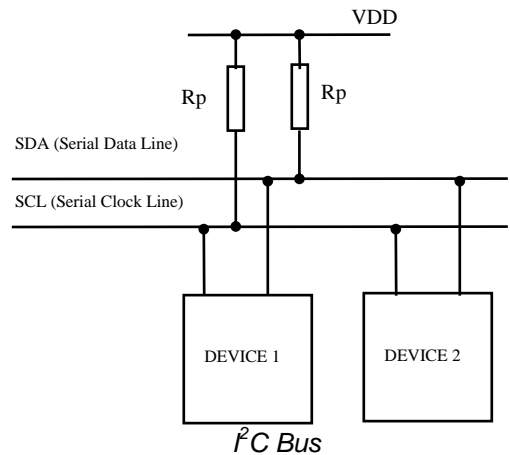 VDD
Rp
Rp
SDA (Serial Data Line)
SCL (Serial Clock Line)
DEVICE 1
DEVICE 2
I²C Bus